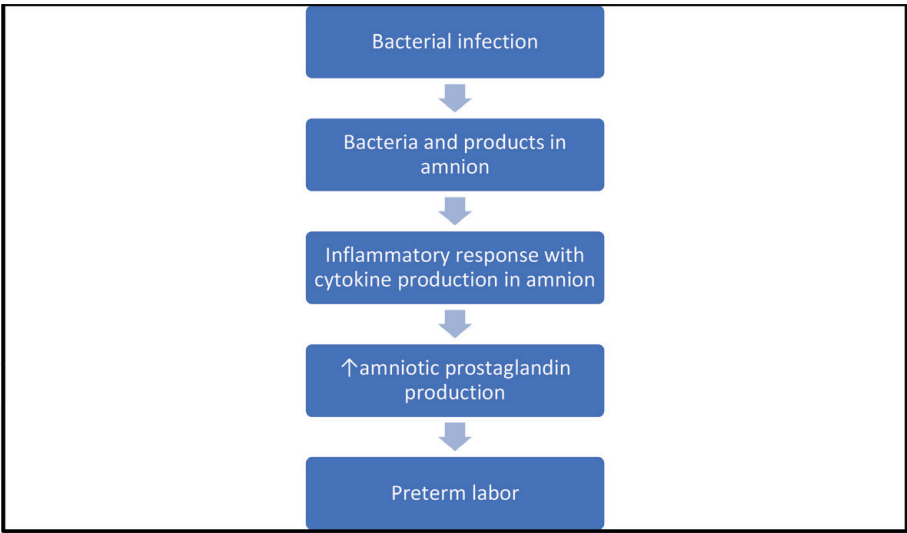 Bacterial infection
Bacteria and products in
amnion
Inflammatory response with
cytokine production in amnion
↑amniotic prostaglandin
production
Preterm labor